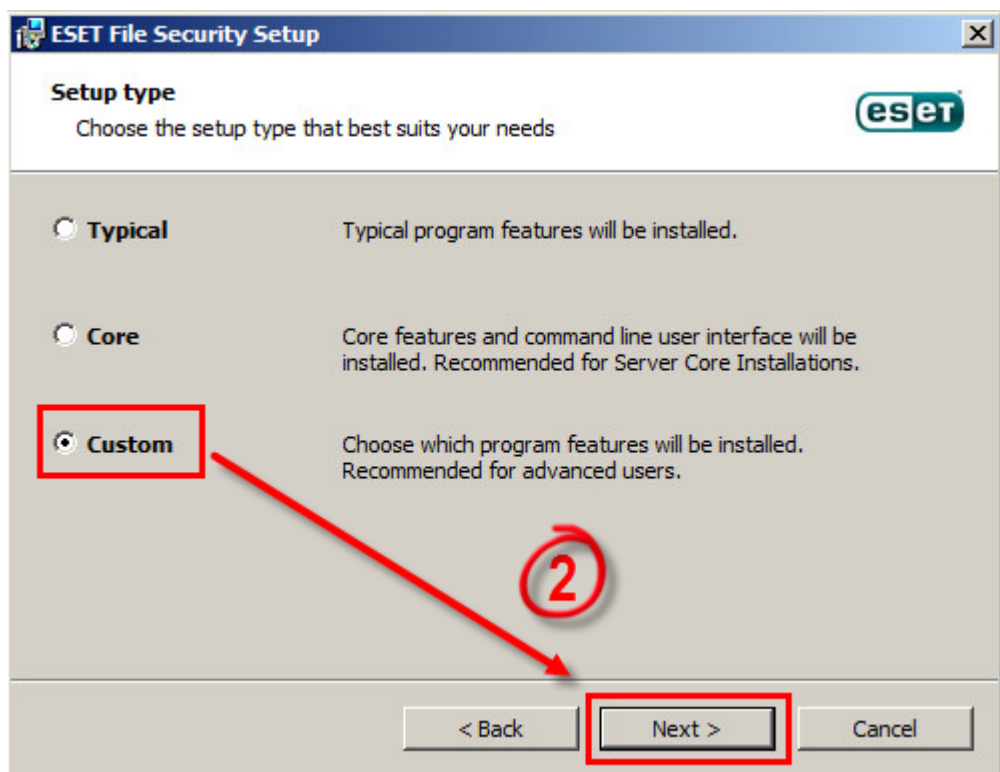 ESET File Security Setup
Setup type
Choose the setup type that best suits your needs
eseT
Typical
Typical program features will be installed.
Core
Core features and command line user interface will be
installed. Recommended for Server Core Installations.
Custom
Choose which program features will be installed.
Recommended for advanced users.
2
< Back
Next >
Cancel